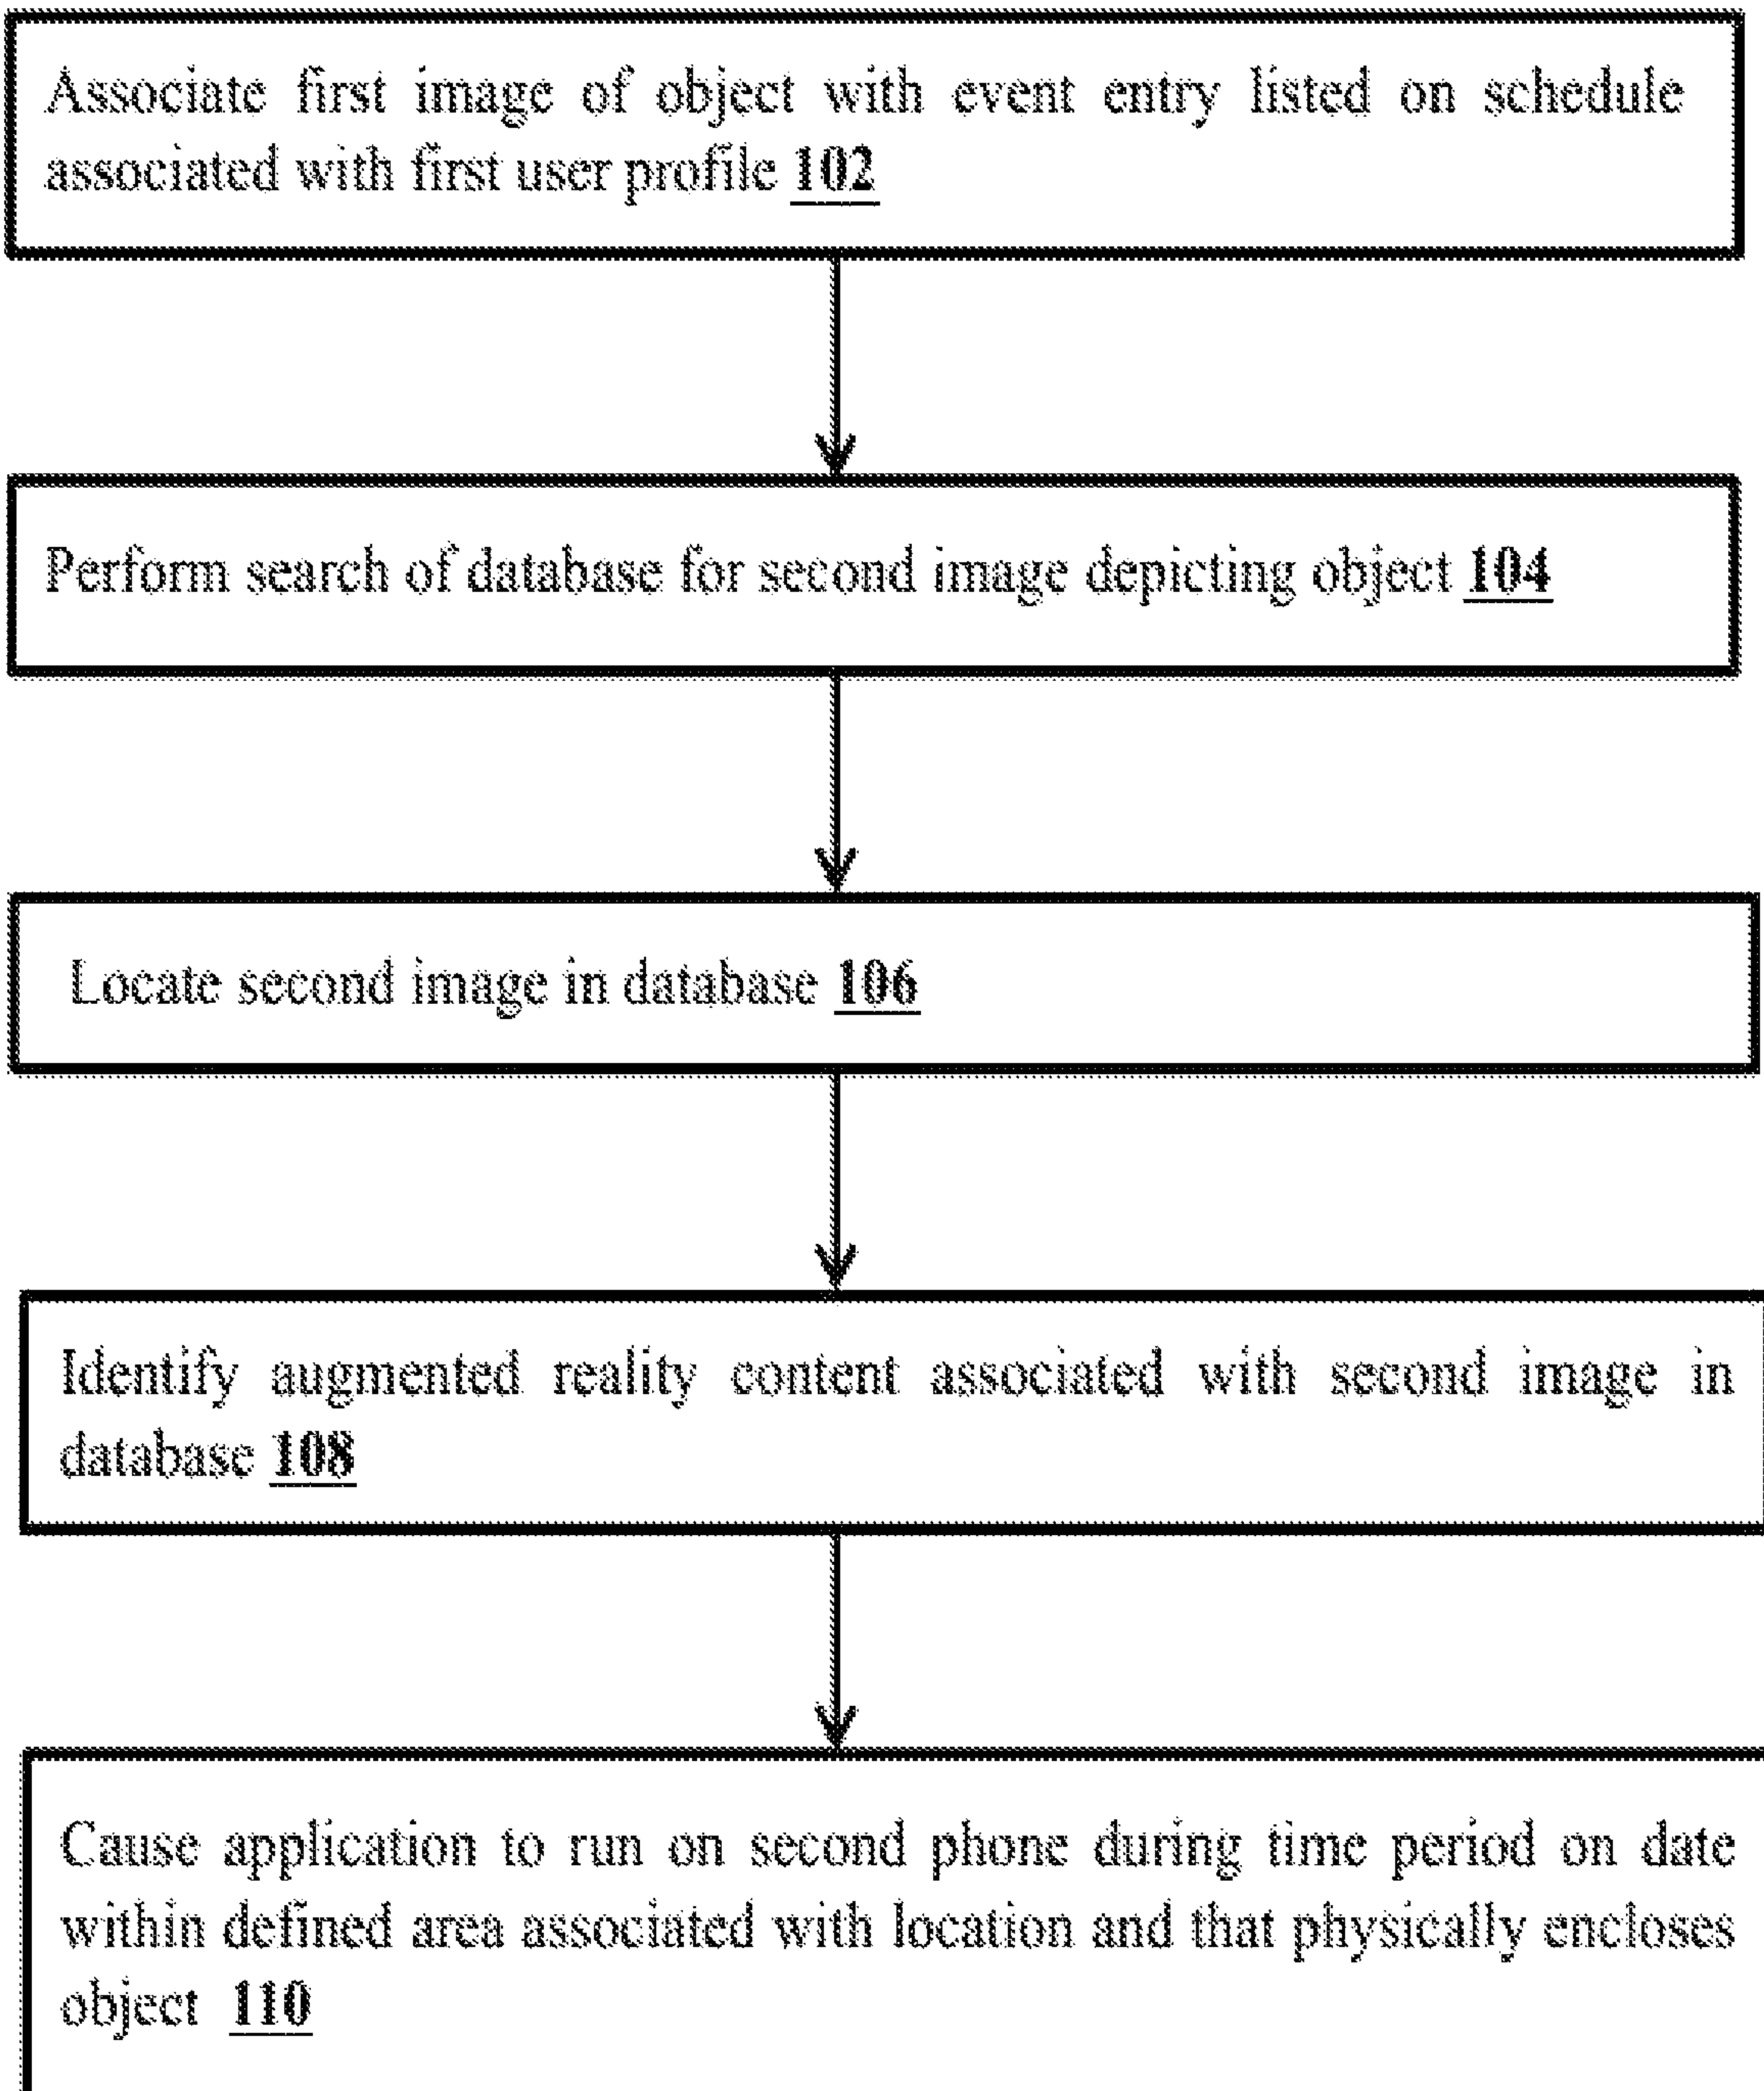 Associate first image of object with event entry listed on schedule
associated with first user profile 102
Perform search of database for second image depicting object 104
Locate second image in database 106
Identify augmented reality content associated with second image in
database 108
Cause application to run on second phone during time period on date
within defined area associated with location and that physically encloses
object 110